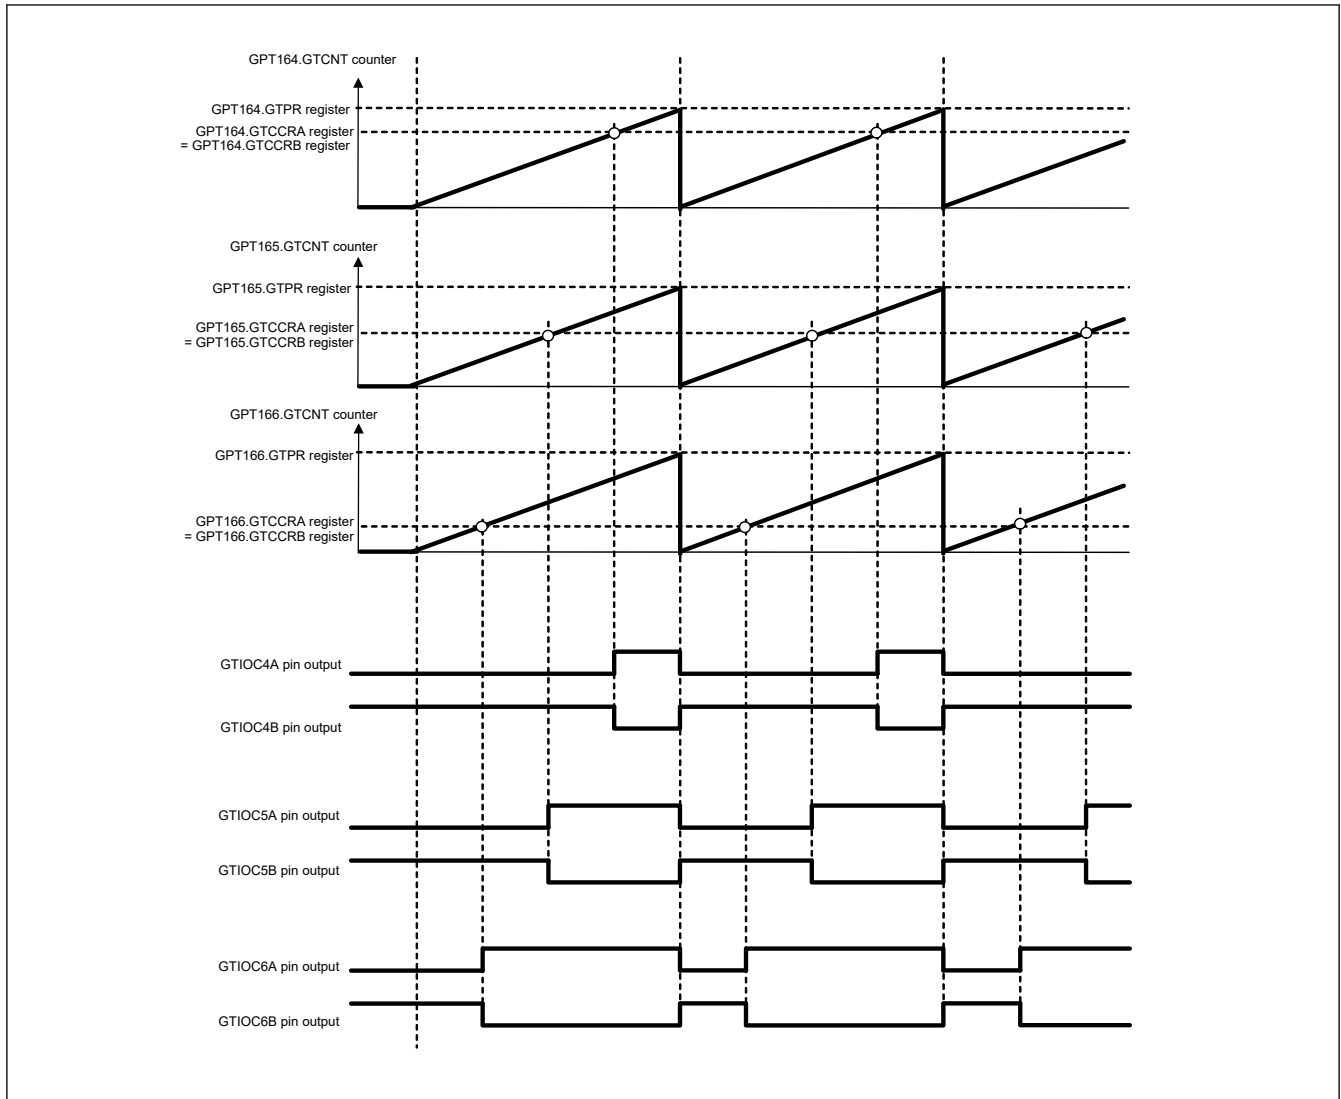 GPT164.GTCNT counter
GPT164.GTPR register
GPT164.GTCCRA register
= GPT164.GTCCRB register
GPT165.GTCNT counter
GPT165.GTPR register
GPT165.GTCCRA register
= GPT165.GTCCRB register
GPT166.GTCNT counter
GPT166.GTPR register
GPT166.GTCCRA register
= GPT166.GTCCRB register
GTIOC4A pin output
GTIOC4B pin output
GTIOC5A pin output
GTIOC5B pin output
GTIOC6A pin output
GTIOC6B pin output